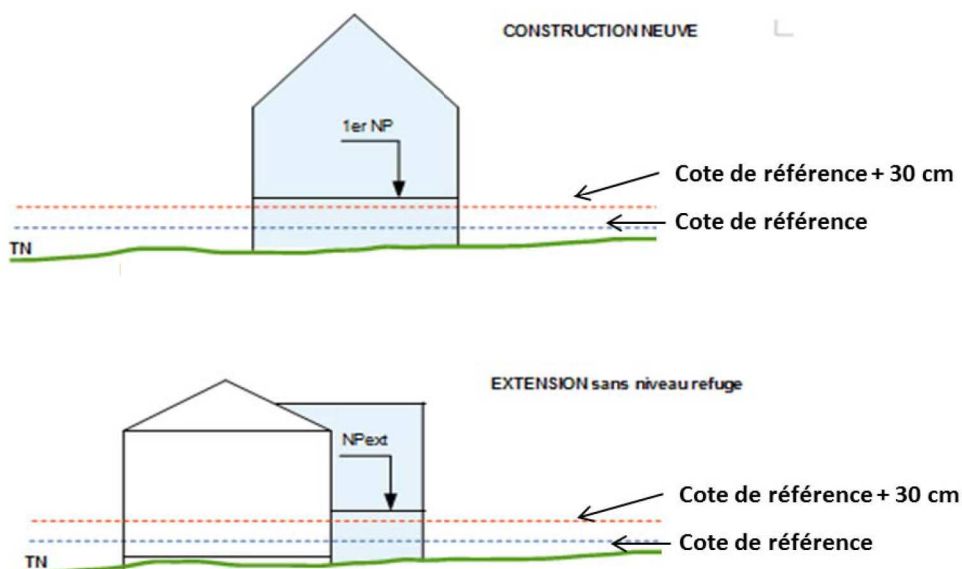 CONSTRUCTION NEUVE
1er NP
Cote de référence + 30 cm
Cote de référence
TN
EXTENSION sans niveau refuge
NPext
Cote de référence + 30 cm
Cote de référence
TN